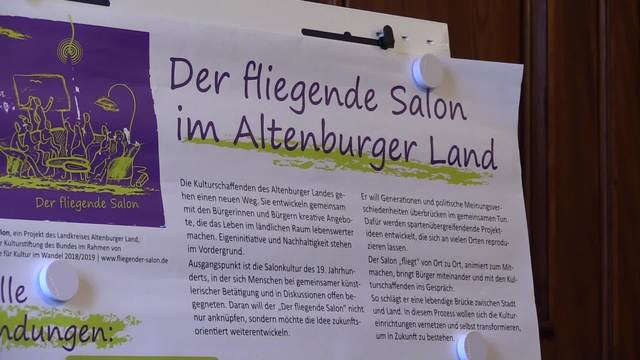 Der fliegende Salon
im Altenburger Land
Der fliegende Salon
ein Projekt des Landkreises Altenburger Land,
Kulturstiftung des Bundes im Rahmen von
für Kultur im Wandel 2018/2019 | www.fliegender-salon.de
Die Kulturschaffenden des Altenburger Landes ge-
hen einen neuen Weg. Sie entwickeln gemeinsam
mit den Bürgerinnen und Bürgern kreative Angebo-
te, die das Leben im ländlichen Raum lebenswerter
machen. Eigeninitiative und Nachhaltigkeit stehen
im Vordergrund.
Ausgangspunkt ist die Salonkultur des 19. Jahrhun-
derts, in der sich Menschen bei gemeinsamer künst-
lerischer Betätigung und in Diskussionen offen be-
gegneten. Daran will der „Der fliegende Salon" nicht
nur anknüpfen, sondern möchte die Idee zukunfts-
orientiert weiterentwickeln.
Er will Generationen und politische Meinungsver-
schiedenheiten überbrücken im gemeinsamen Tun.
Dafür werden spartenübergreifende Projekt-
ideen entwickelt, die sich an vielen Orten reprodu-
zieren lassen.
Der Salon „fliegt" von Ort zu Ort, animiert zum Mit-
machen, bringt Bürger miteinander und mit den Kul-
turschaffenden ins Gespräch.
So schlägt er eine lebendige Brücke zwischen Stadt
und Land. In diesem Prozess wollen sich die Kultur-
einrichtungen vernetzen und selbst transformieren,
um in Zukunft zu bestehen.